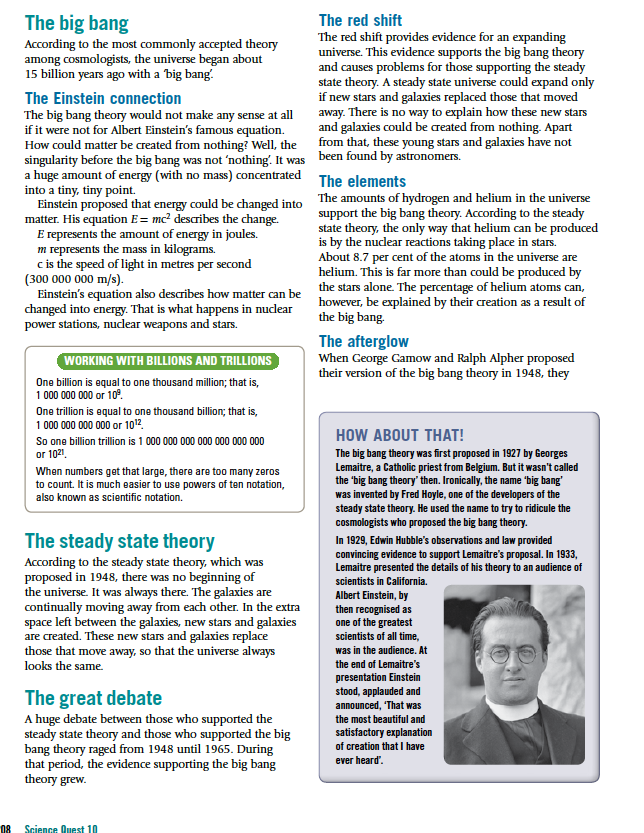 The big bang
According to the most commonly accepted theory
among cosmologists, the universe began about
15 billion years ago with a ‘big bang’.
The Einstein connection
The big bang theory would not make any sense at all
if it were not for Albert Einstein’s famous equation.
How could matter be created from nothing? Well, the
singularity before the big bang was not ‘nothing’. It was
a huge amount of energy (with no mass) concentrated
into a tiny, tiny point.
Einstein proposed that energy could be changed into
matter. His equation E = mc² describes the change.
E represents the amount of energy in joules.
m represents the mass in kilograms.
c is the speed of light in metres per second
(300 000 000 m/s).
Einstein’s equation also describes how matter can be
changed into energy. That is what happens in nuclear
power stations, nuclear weapons and stars.
WORKING WITH BILLIONS AND TRILLIONS
One billion is equal to one thousand million; that is,
1 000 000 000 or 10⁹.
One trillion is equal to one thousand billion; that is,
1 000 000 000 000 or 10¹².
So one billion trillion is 1 000 000 000 000 000 000 000
or 10²¹.
When numbers get that large, there are too many zeros
to count. It is much easier to use powers of ten notation,
also known as scientific notation.
The steady state theory
According to the steady state theory, which was
proposed in 1948, there was no beginning of
the universe. It was always there. The galaxies are
continually moving away from each other. In the extra
space left between the galaxies, new stars and galaxies
are created. These new stars and galaxies replace
those that move away, so that the universe always
looks the same.
The great debate
A huge debate between those who supported the
steady state theory and those who supported the big
bang theory raged from 1948 until 1965. During
that period, the evidence supporting the big bang
theory grew.
The red shift
The red shift provides evidence for an expanding
universe. This evidence supports the big bang theory
and causes problems for those supporting the steady
state theory. A steady state universe could expand only
if new stars and galaxies replaced those that moved
away. There is no way to explain how these new stars
and galaxies could be created from nothing. Apart
from that, these young stars and galaxies have not
been found by astronomers.
The elements
The amounts of hydrogen and helium in the universe
support the big bang theory. According to the steady
state theory, the only way that helium can be produced
is by the nuclear reactions taking place in stars.
About 8.7 per cent of the atoms in the universe are
helium. This is far more than could be produced by
the stars alone. The percentage of helium atoms can,
however, be explained by their creation as a result of
the big bang.
The afterglow
When George Gamow and Ralph Alpher proposed
their version of the big bang theory in 1948, they
HOW ABOUT THAT!
The big bang theory was first proposed in 1927 by Georges
Lemaitre, a Catholic priest from Belgium. But it wasn’t called
the ‘big bang theory’ then. Ironically, the name ‘big bang’
was invented by Fred Hoyle, one of the developers of the
steady state theory. He used the name to try to ridicule the
cosmologists who proposed the big bang theory.
In 1929, Edwin Hubble’s observations and law provided
convincing evidence to support Lemaitre’s proposal. In 1933,
Lemaitre presented the details of his theory to an audience of
scientists in California.
Albert Einstein, by
then recognised as
one of the greatest
scientists of all time,
was in the audience. At
the end of Lemaitre’s
presentation Einstein
stood, applauded and
announced, ‘That was
the most beautiful and
satisfactory explanation
of creation that I have
ever heard’.
08 Science Quest 10